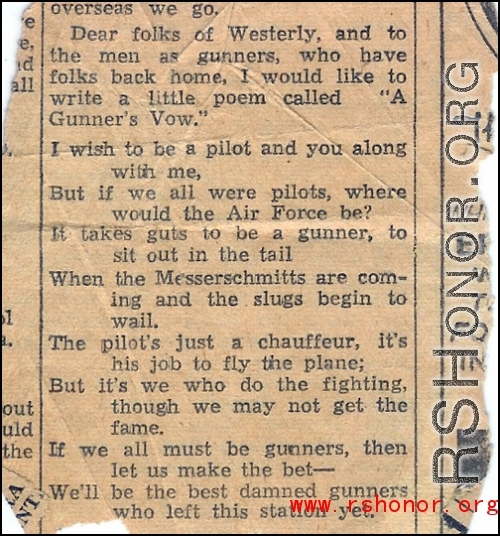 overseas we go.
Dear folks of Westerly, and to
the men as gunners, who have
folks back home, I would like to
write a little poem called "A
Gunner's Vow."
I wish to be a pilot and you along
with me,
But if we all were pilots, where
would the Air Force be?
It takes guts to be a gunner, to
sit out in the tail
When the Messerschmitts are com-
ing and the slugs begin to
wail.
The pilot's just a chauffeur, it's
his job to fly the plane;
But it's we who do the fighting,
though we may not get the
fame.
If we all must be gunners, then
let us make the bet—
We'll be the best damned gunners
who left this station yet.
all
out
uld
the
RSHONOR.ORG
www.rshonor.org